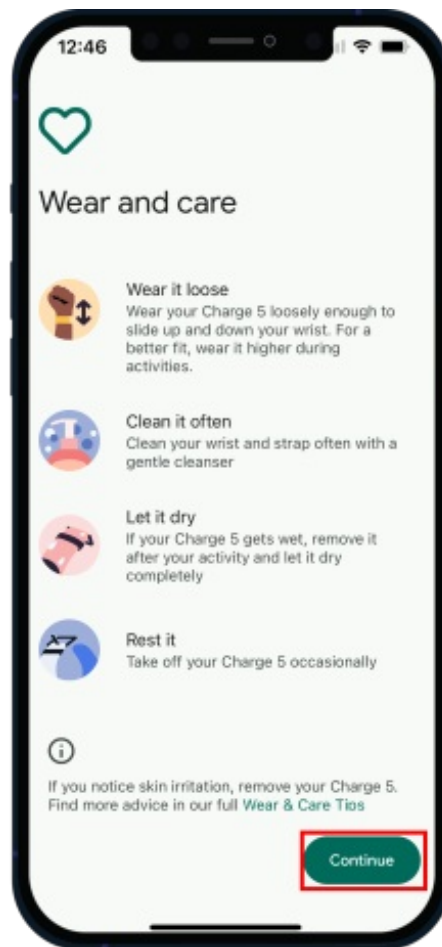 12:46
Wear and care
Wear it loose
Wear your Charge 5 loosely enough to
slide up and down your wrist. For a
better fit, wear it higher during
activities.
Clean it often
Clean your wrist and strap often with a
gentle cleanser
Let it dry
If your Charge 5 gets wet, remove it
after your activity and let it dry
completely
Rest it
Take off your Charge 5 occasionally
If you notice skin irritation, remove your Charge 5.
Find more advice in our full Wear & Care Tips
Continue